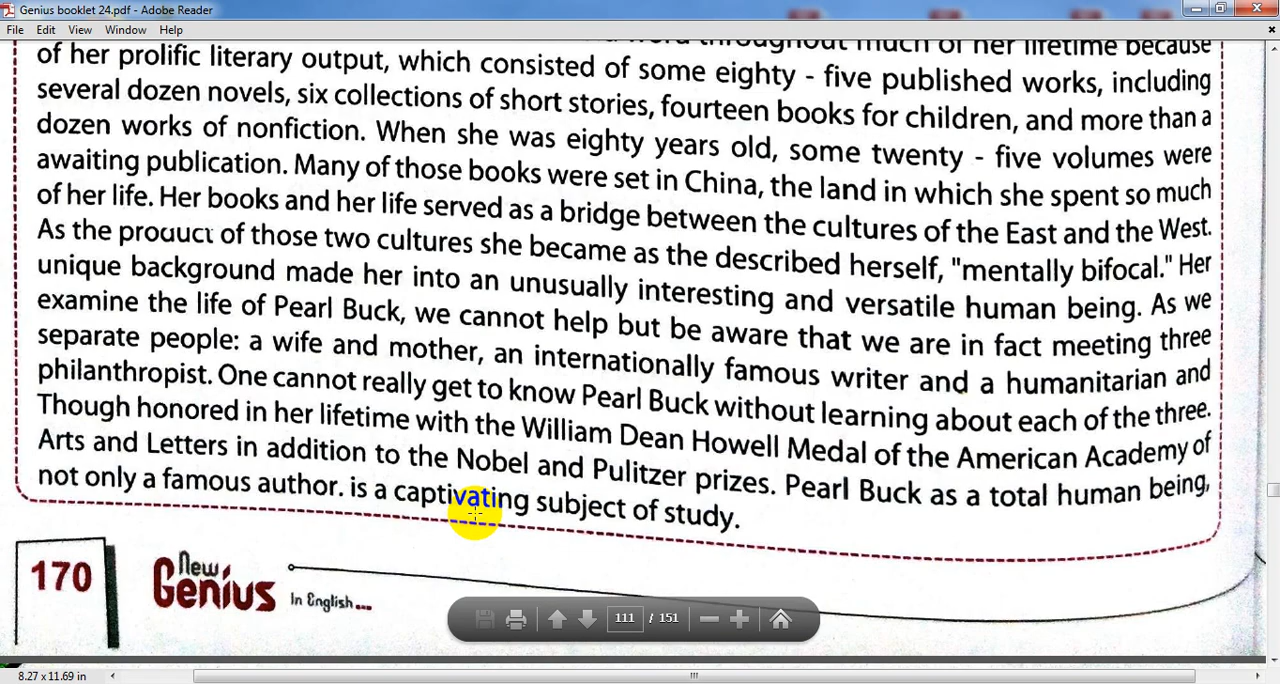 Genius booklet 24.pdf - Adobe Reader
File Edit View Window Help
throughout much of her lifetime because
of her prolific literary output, which consisted of some eighty - five published works, including
several dozen novels, six collections of short stories, fourteen books for children, and more than a
dozen works of nonfiction. When she was eighty years old, some twenty - five volumes were
awaiting publication. Many of those books were set in China, the land in which she spent so much
of her life. Her books and her life served as a bridge between the cultures of the East and the West.
As the product of those two cultures she became as the described herself, "mentally bifocal." Her
unique background made her into an unusually interesting and versatile human being. As we
examine the life of Pearl Buck, we cannot help but be aware that we are in fact meeting three
separate people: a wife and mother, an internationally famous writer and a humanitarian and
philanthropist. One cannot really get to know Pearl Buck without learning about each of the three.
Though honored in her lifetime with the William Dean Howell Medal of the American Academy of
Arts and Letters in addition to the Nobel and Pulitzer prizes. Pearl Buck as a total human being,
not only a famous author. is a captivating subject of study.
170 New Genius In English...
111 / 151
8.27 x 11.69 in